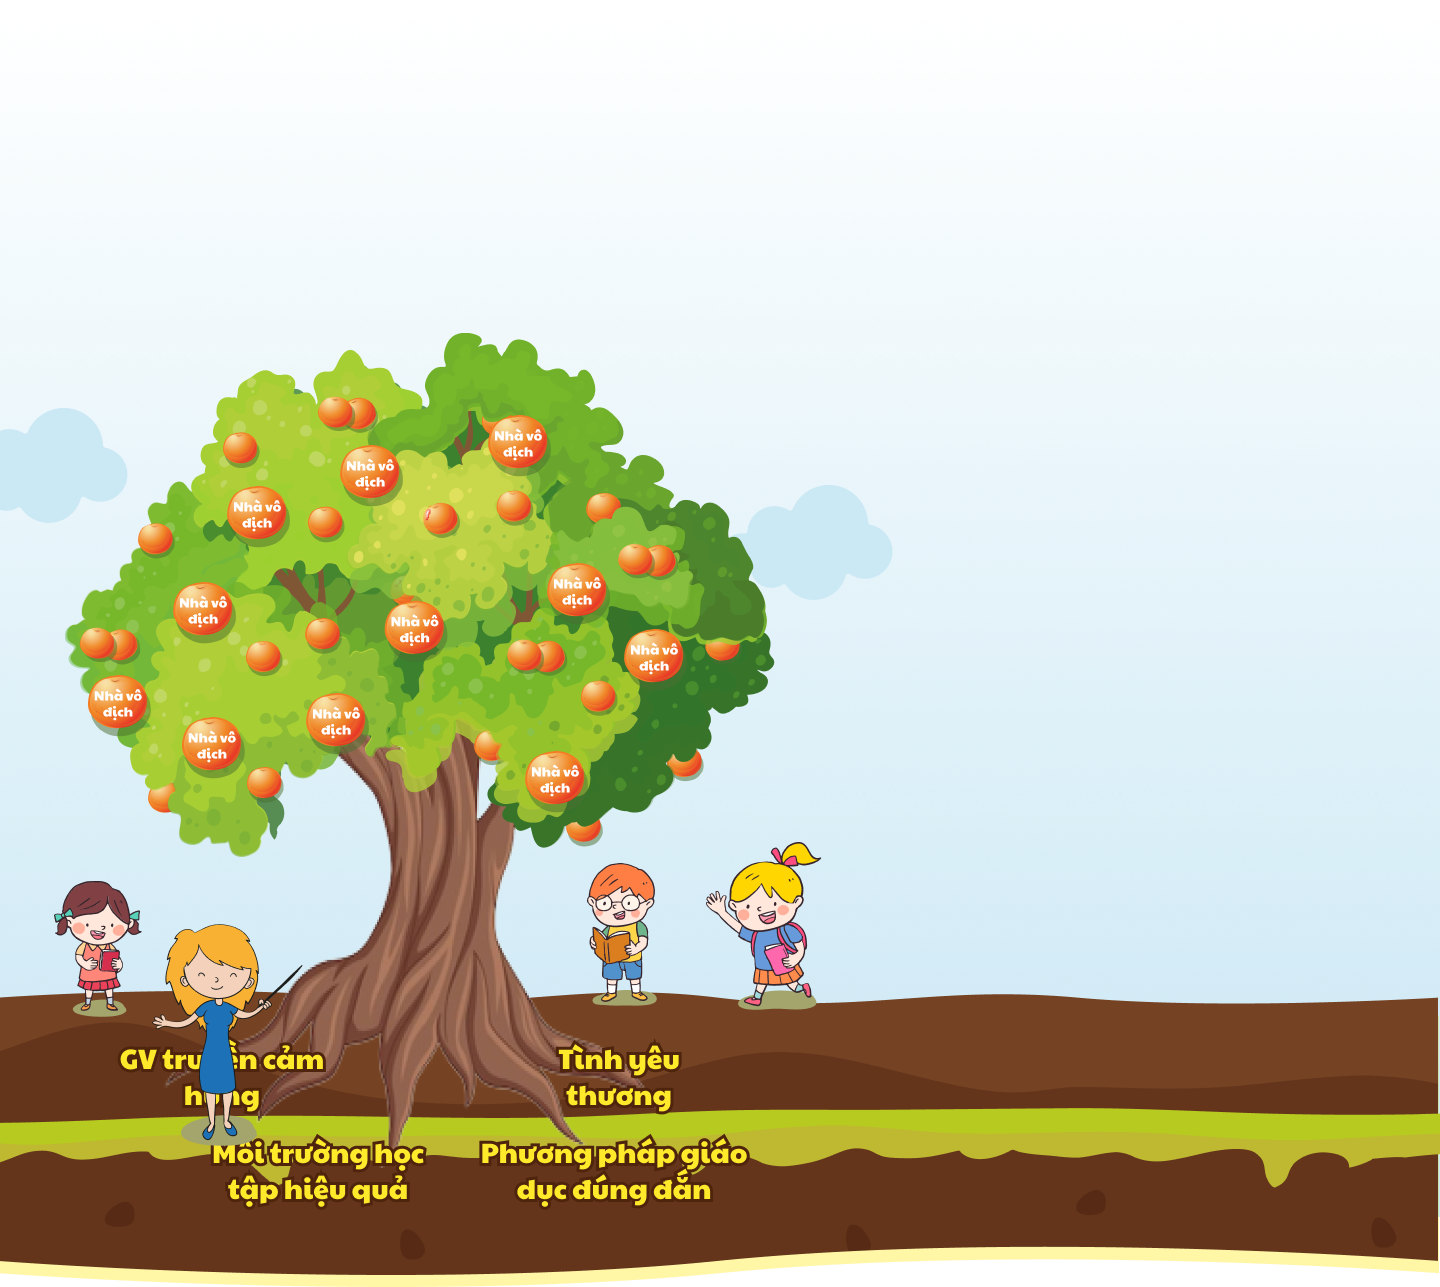 Nhà vô
địch
Nhà vô
địch
Nhà vô
địch
Nhà vô
địch
Nhà vô
địch
Nhà vô
địch
Nhà vô
địch
Nhà vô
địch
Nhà vô
địch
Nhà vô
địch
Nhà vô
địch
GV cảm
Tình yêu
thương
Môi trường học
tập hiệu quả
Phương pháp giáo
dục đúng đắn